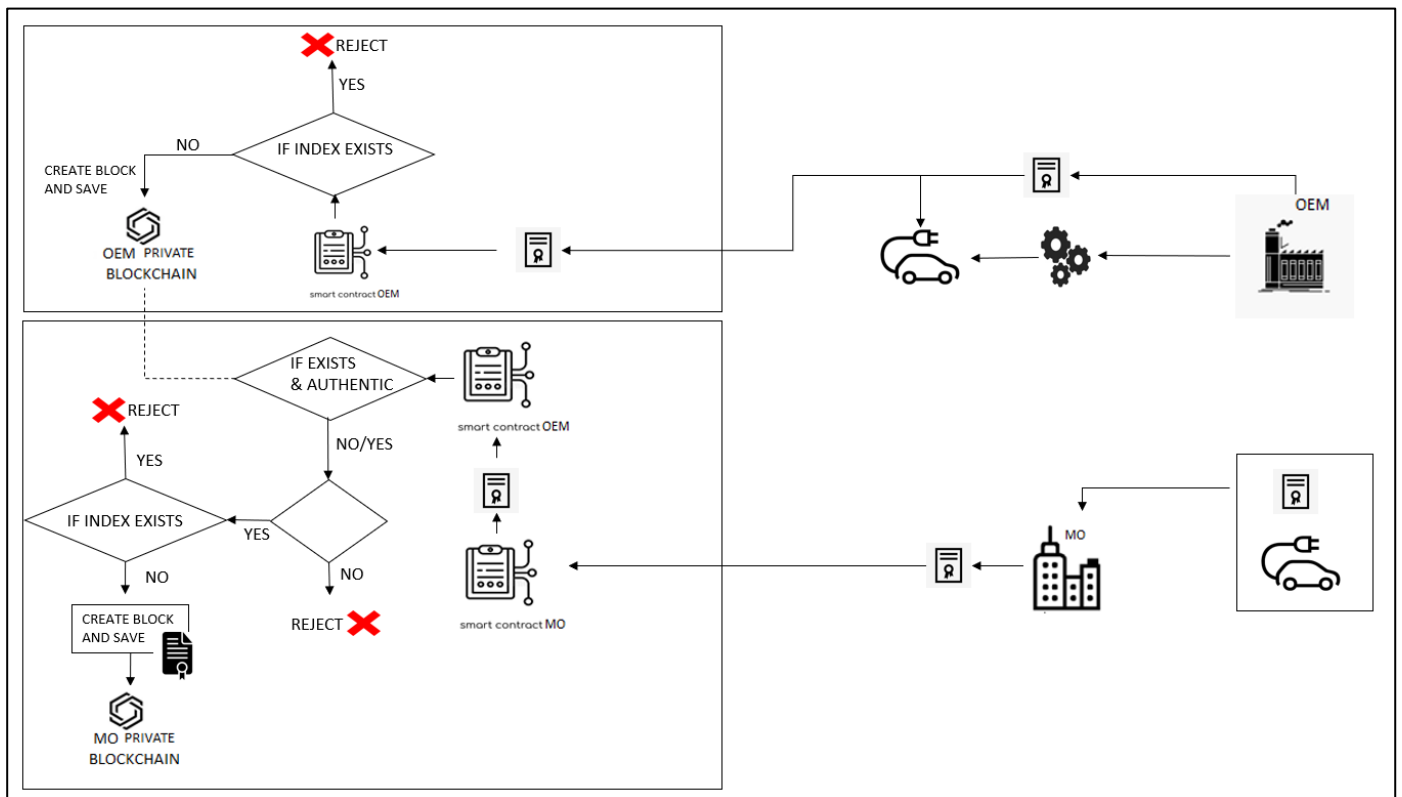 REJECT
YES
IF INDEX EXISTS
NO
CREATE BLOCK
AND SAVE
OEM PRIVATE
BLOCKCHAIN
smart contract OEM
OEM
IF EXISTS
& AUTHENTIC
smart contract OEM
NO/YES
REJECT
YES
IF INDEX EXISTS
YES
NO
NO
REJECT
CREATE BLOCK
AND SAVE
MO PRIVATE
BLOCKCHAIN
smart contract MO
MO